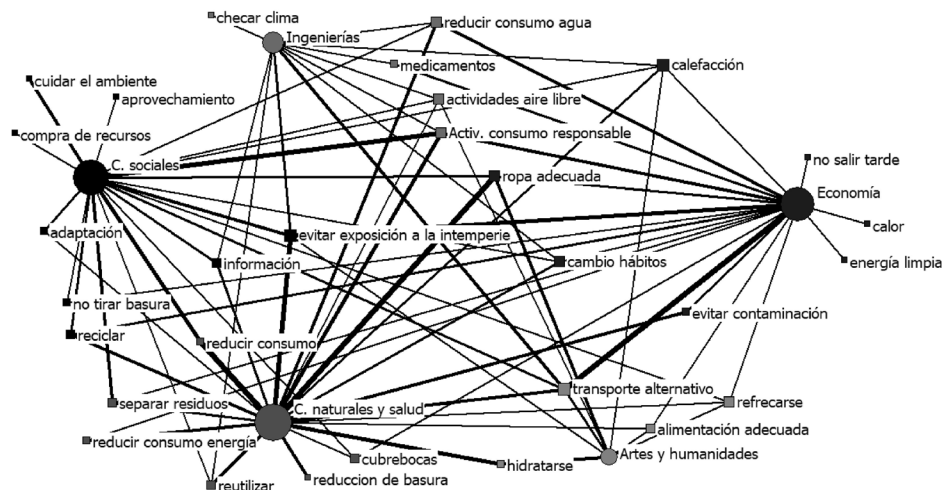 checar clima
Ingenierías
reducir consumo agua
medicamentos
calefacción
cuidar el ambiente
aprovechamiento
actividades aire libre
compra de recursos
Activ. consumo responsable
C. sociales
ropa adecuada
no salir tarde
Economía
calor
adaptación
evitar exposición a la intemperie
información
cambio hábitos
energía limpia
no tirar basura
evitar contaminación
reciclar
reducir consumo
transporte alternativo
separar residuos
C. naturales y salud
refrecarse
reducir consumo energía
alimentación adecuada
cubrebocas
hidratarse
Artes y humanidades
reutilizar
reduccion de basura